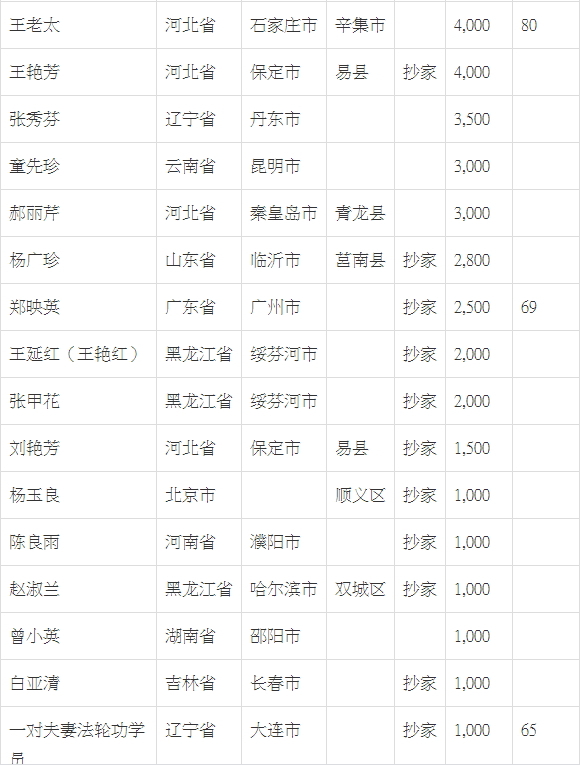 王老太 河北省 石家庄市 辛集市 4,000 80
王艳芳 河北省 保定市 易县 抄家 4,000
张秀芬 辽宁省 丹东市 3,500
童先珍 云南省 昆明市 3,000
郝丽芹 河北省 秦皇岛市 青龙县 3,000
杨广珍 山东省 临沂市 莒南县 抄家 2,800
郑映英 广东省 广州市 抄家 2,500 69
王延红（王艳红） 黑龙江省 绥芬河市 抄家 2,000
张甲花 黑龙江省 绥芬河市 抄家 2,000
刘艳芳 河北省 保定市 易县 抄家 1,500
杨玉良 北京市 顺义区 抄家 1,000
陈良雨 河南省 濮阳市 抄家 1,000
赵淑兰 黑龙江省 哈尔滨市 双城区 抄家 1,000
曾小英 湖南省 邵阳市 1,000
白亚清 吉林省 长春市 抄家 1,000
一对夫妻法轮功学 辽宁省 大连市 抄家 1,000 65
员